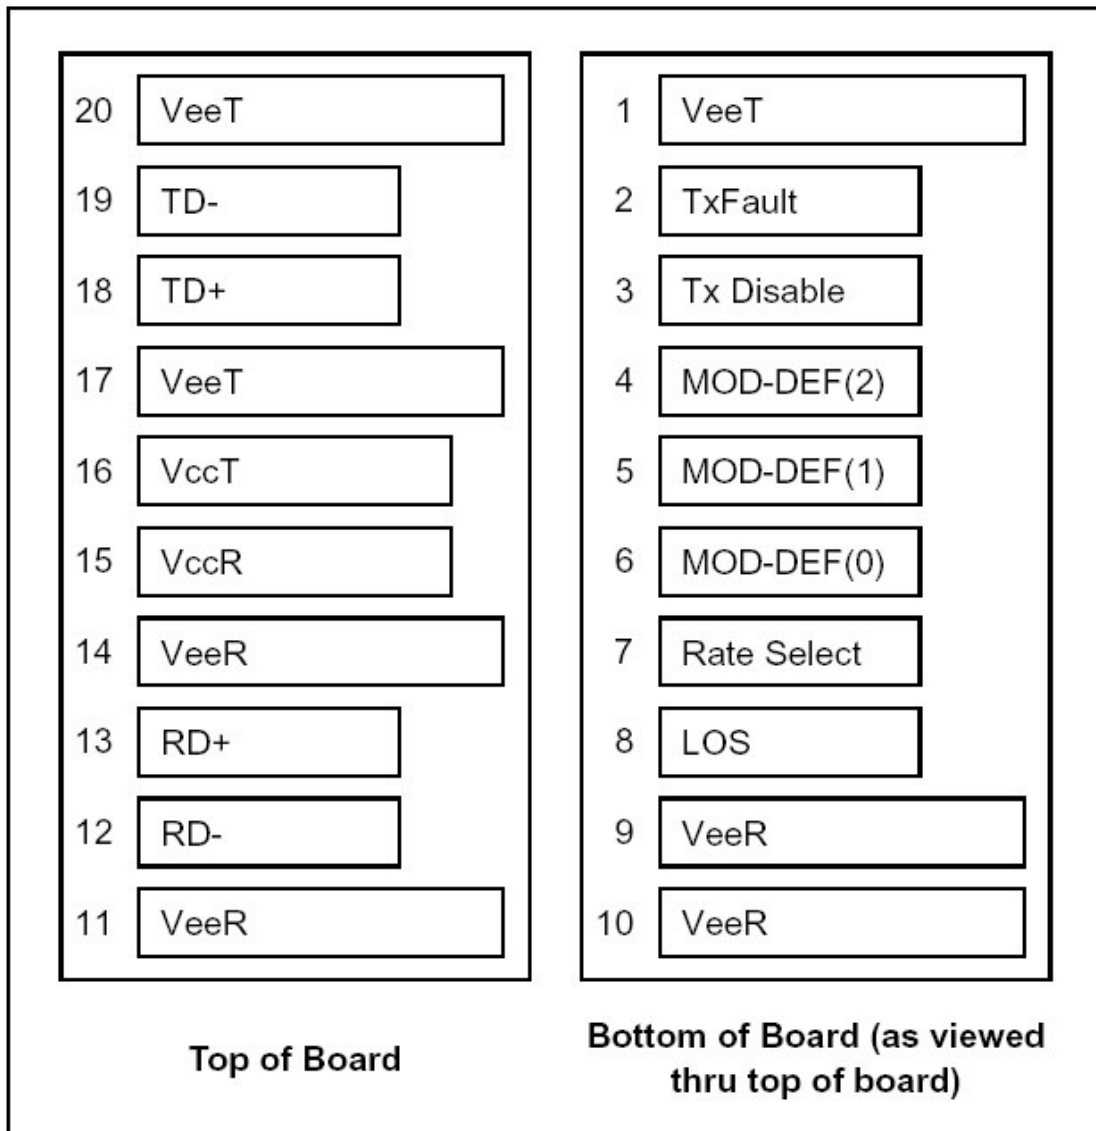 20 VeeT
19 TD-
18 TD+
17 VeeT
16 VccT
15 VccR
14 VeeR
13 RD+
12 RD-
11 VeeR
Top of Board
1 VeeT
2 TxFault
3 Tx Disable
4 MOD-DEF(2)
5 MOD-DEF(1)
6 MOD-DEF(0)
7 Rate Select
8 LOS
9 VeeR
10 VeeR
Bottom of Board (as viewed
thru top of board)